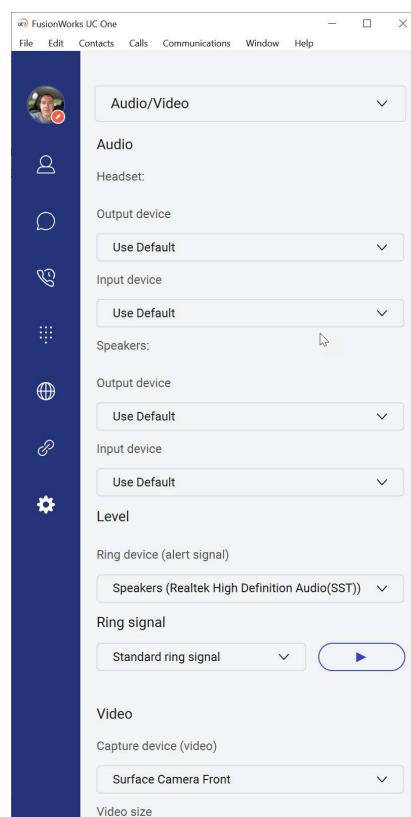 UC FusionWorks UC One
File Edit Contacts Calls Communications Window Help
Audio/Video
Audio
Headset:
Output device
Use Default
Input device
Use Default
Speakers:
Output device
Use Default
Input device
Use Default
Level
Ring device (alert signal)
Speakers (Realtek High Definition Audio(SST))
Ring signal
Standard ring signal
Video
Capture device (video)
Surface Camera Front
Video size